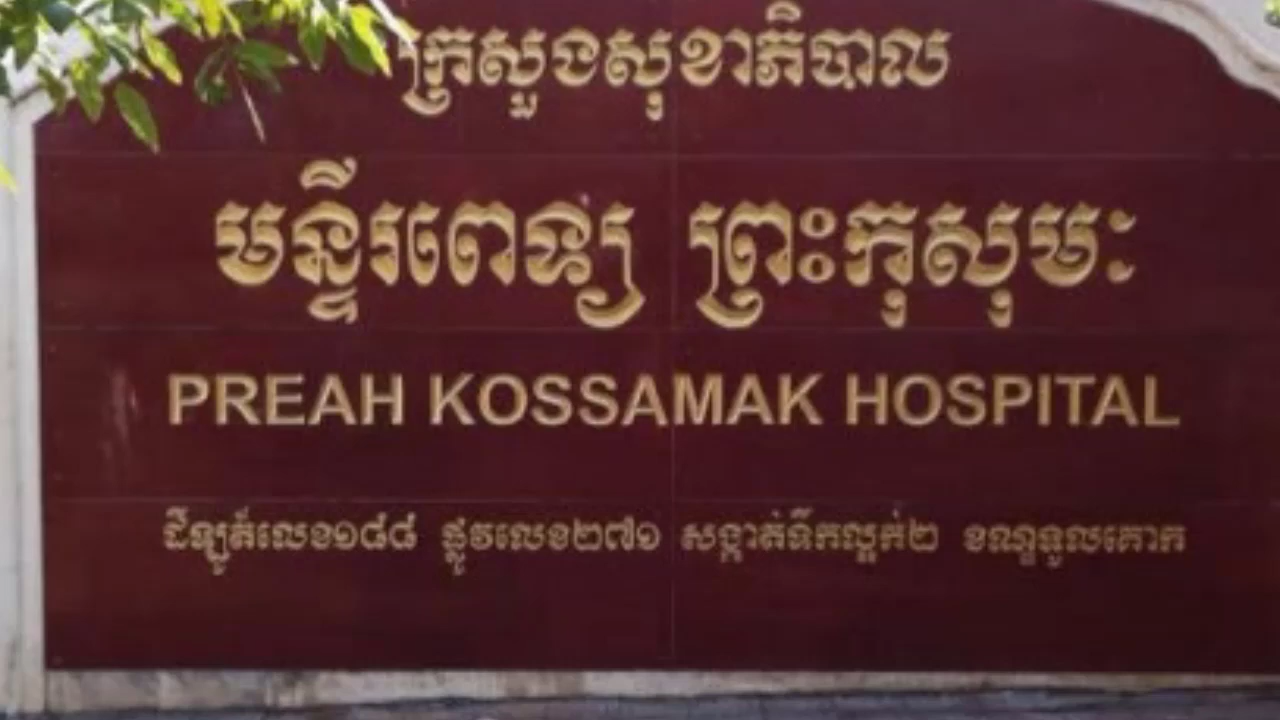 ក្រសួងសុខាភិបាល
មន្ទីរពេទ្យ ព្រះកុសុមៈ
PREAH KOSSAMAK HOSPITAL
ដីឡូត៍លេខ១៨៨ ផ្លូវលេខ២៧១ សង្កាត់ទឹកល្អក់២ ខណ្ឌទួលគោក